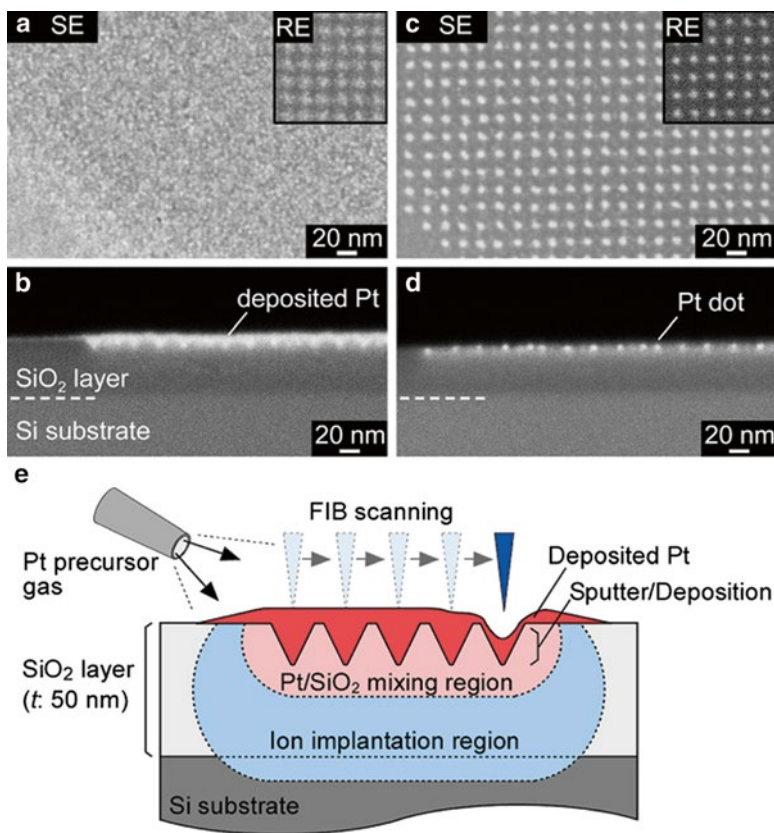 a SE
RE
20 nm
c SE
RE
20 nm
b
deposited Pt
SiO₂ layer
Si substrate
20 nm
d
Pt dot
20 nm
e
FIB scanning
Pt precursor
gas
Deposited Pt
Sputter/Deposition
SiO₂ layer
(t: 50 nm)
Pt/SiO₂ mixing region
Ion implantation region
Si substrate